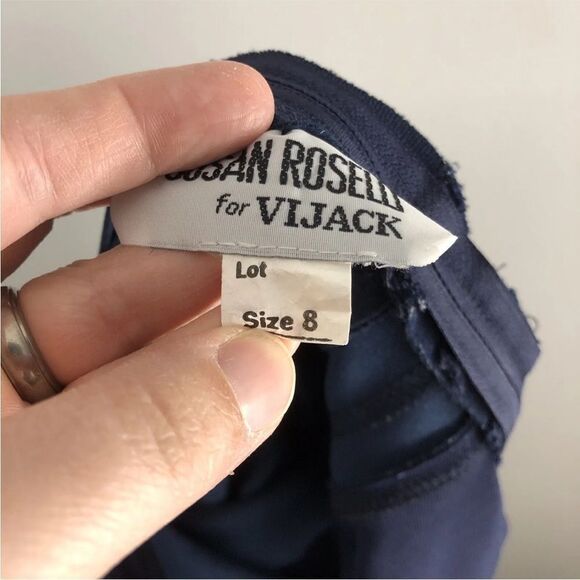 SUSAN ROSELLI
for VIJACK
Lot
Size 8